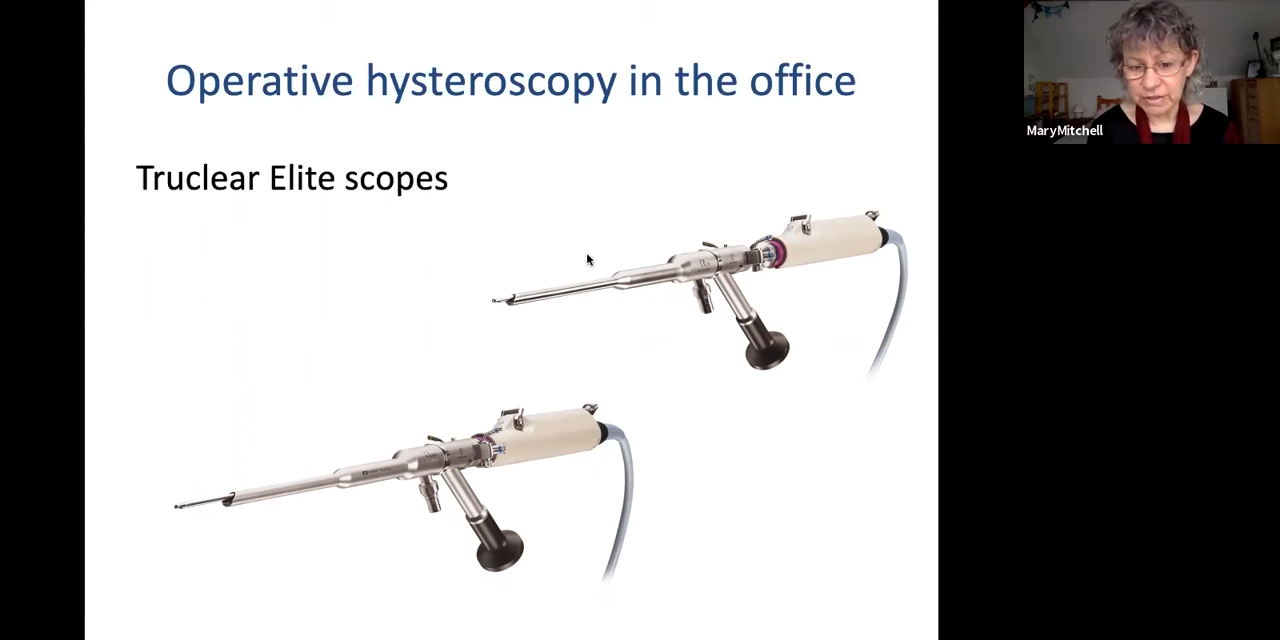 Operative hysteroscopy in the office
MaryMitchell
Truclear Elite scopes